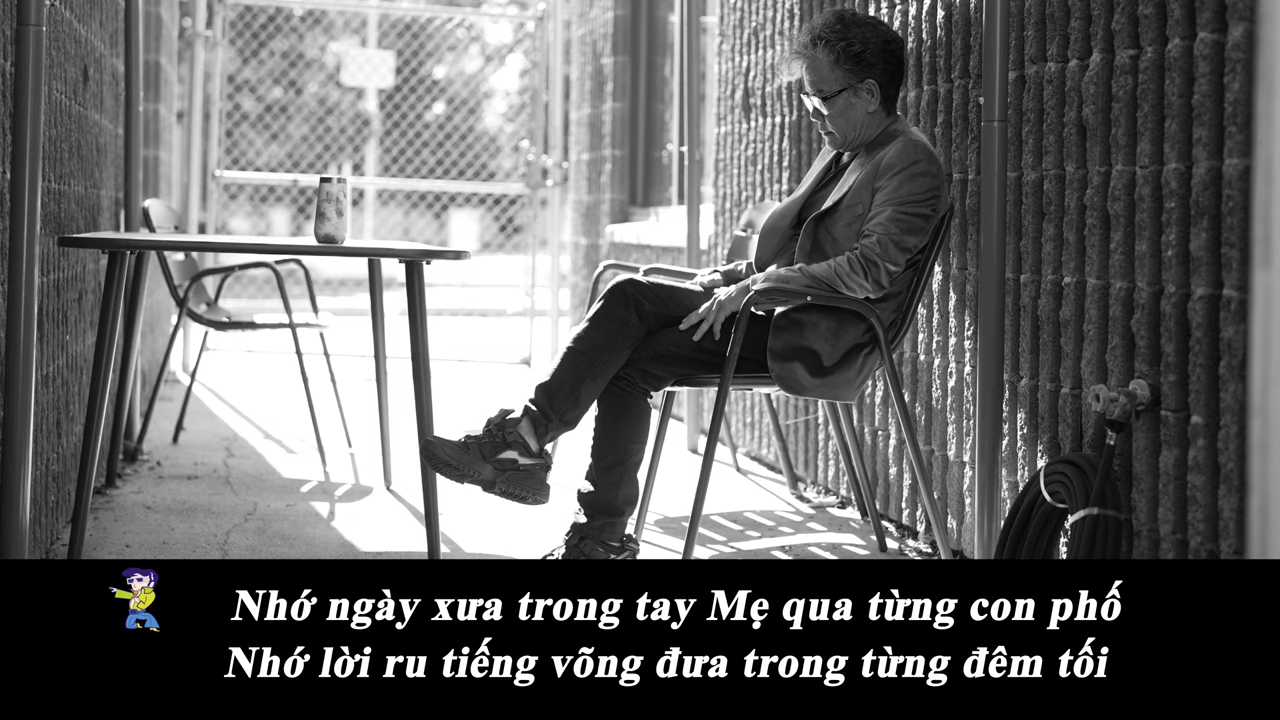 Nhớ ngày xưa trong tay Mẹ qua từng con phố
Nhớ lời ru tiếng võng đưa trong từng đêm tối